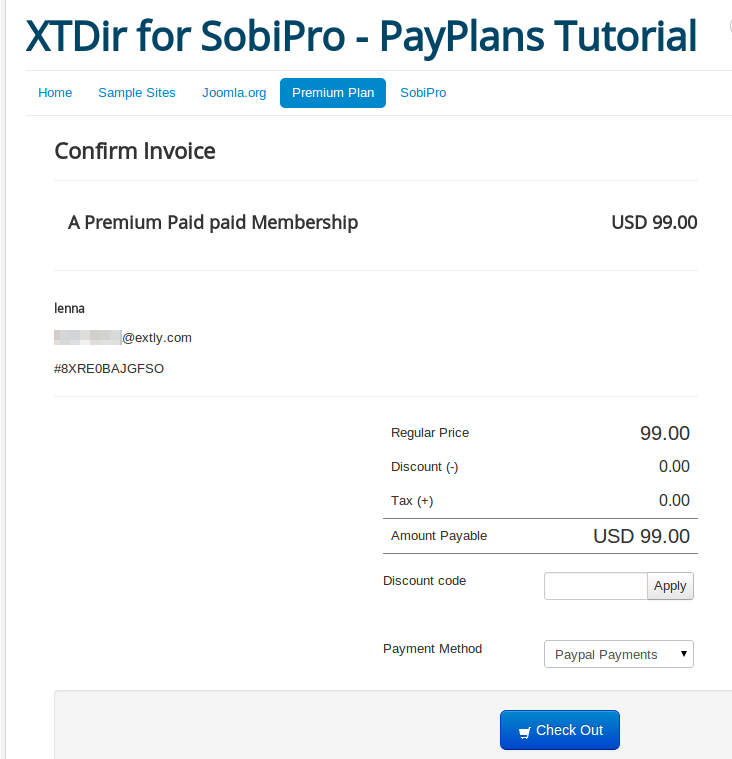 XTDir for SobiPro - PayPlans Tutorial
Home Sample Sites Joomla.org Premium Plan SobiPro
Confirm Invoice
A Premium Paid paid Membership USD 99.00
lenna
@extly.com
#8XRE0BAJGFSO
Regular Price 99.00
Discount (-) 0.00
Tax (+) 0.00
Amount Payable USD 99.00
Discount code Apply
Payment Method Paypal Payments
Check Out